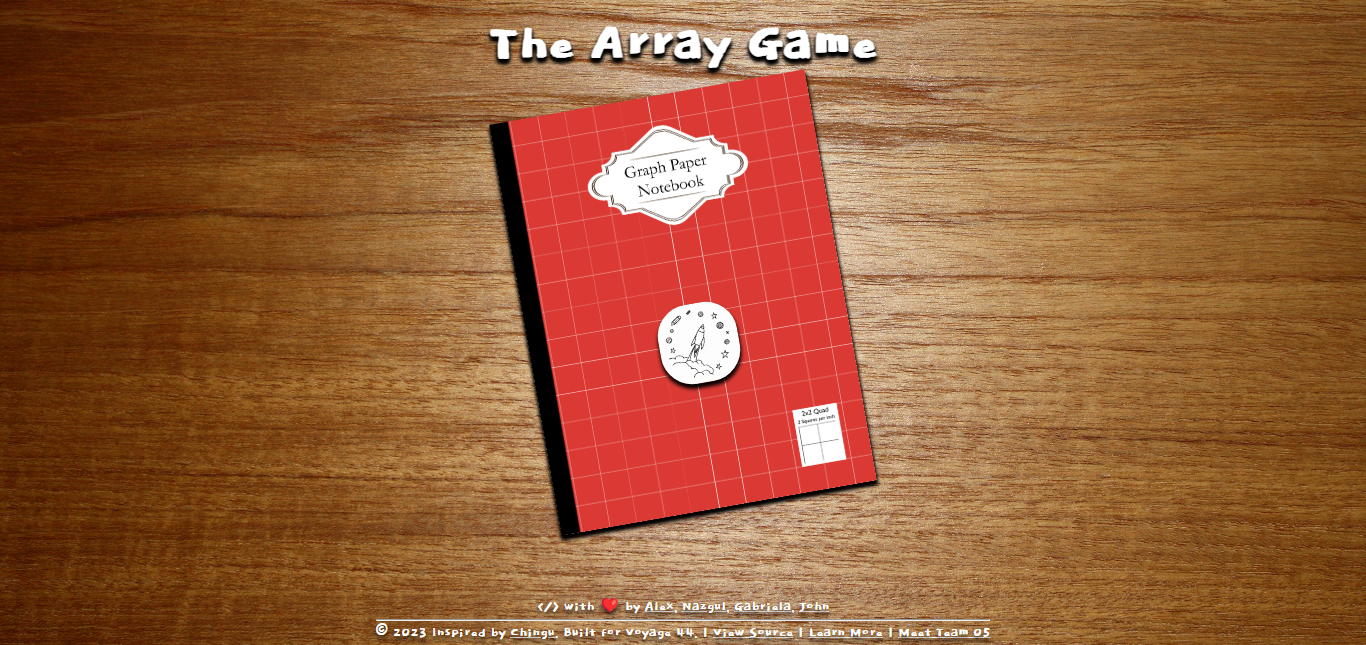 The Array Game
Graph Paper
Notebook
2x2 Quad
2 Squares per inch
</> with ❤️ by Alex, Nazgul, Gabriela, John
© 2023 Inspired by Chingu. Built for Voyage 44. | View Source | Learn More | Meet Team 05